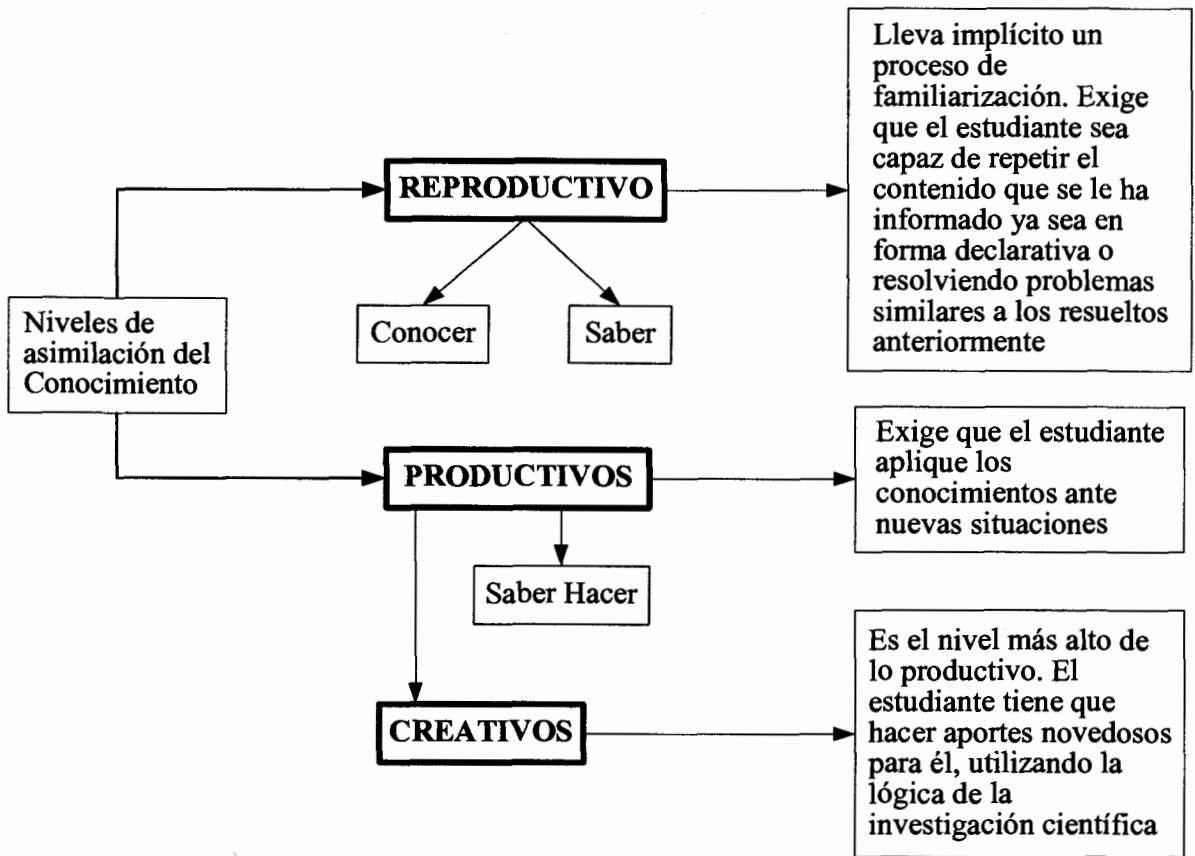 Niveles de
asimilación del
Conocimiento
REPRODUCTIVO
Conocer
Saber
Lleva implícito un
proceso de
familiarización. Exige
que el estudiante sea
capaz de repetir el
contenido que se le ha
informado ya sea en
forma declarativa o
resolviendo problemas
similares a los resueltos
anteriormente
PRODUCTIVOS
Saber Hacer
Exige que el estudiante
aplique los
conocimientos ante
nuevas situaciones
CREATIVOS
Es el nivel más alto de
lo productivo. El
estudiante tiene que
hacer aportes novedosos
para él, utilizando la
lógica de la
investigación científica